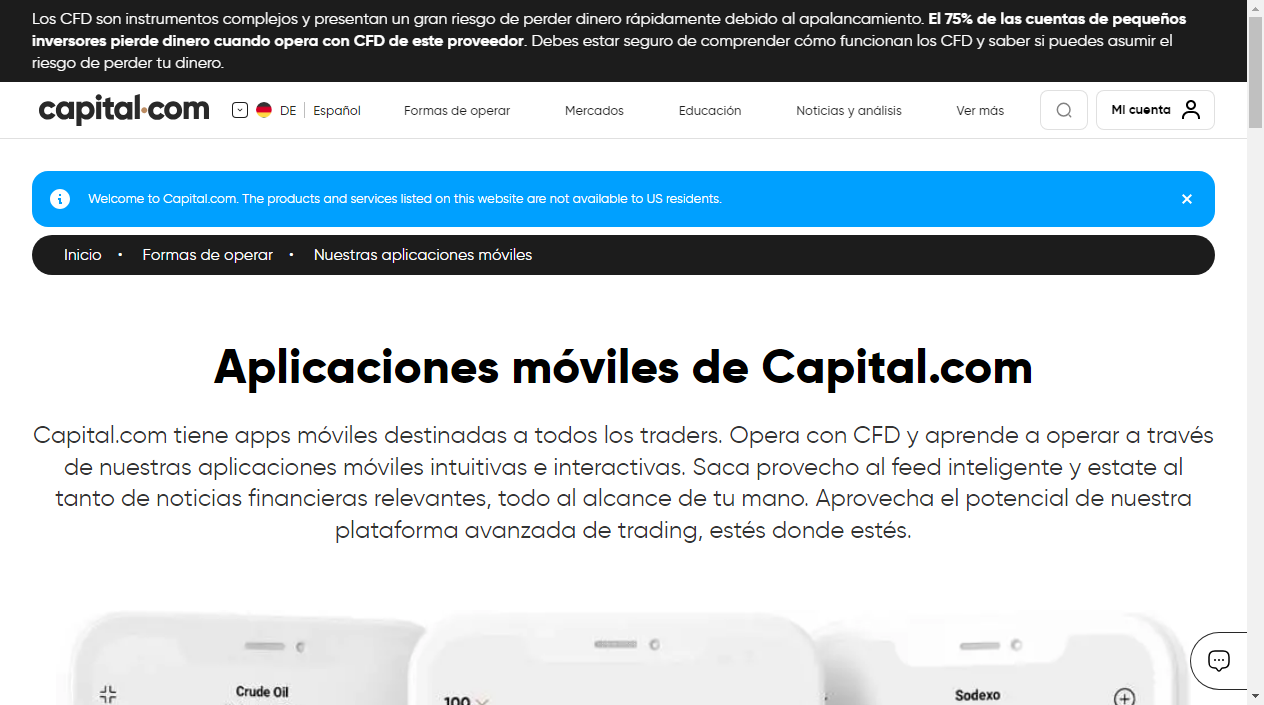 Los CFD son instrumentos complejos y presentan un gran riesgo de perder dinero rápidamente debido al apalancamiento. El 75% de las cuentas de pequeños
inversores pierde dinero cuando opera con CFD de este proveedor. Debes estar seguro de comprender cómo funcionan los CFD y saber si puedes asumir el
riesgo de perder tu dinero.
capital.com DE Español Formas de operar Mercados Educación Noticias y análisis Ver más Mi cuenta
Welcome to Capital.com. The products and services listed on this website are not available to US residents.
Inicio • Formas de operar • Nuestras aplicaciones móviles
Aplicaciones móviles de Capital.com
Capital.com tiene apps móviles destinadas a todos los traders. Opera con CFD y aprende a operar a través
de nuestras aplicaciones móviles intuitivas e interactivas. Saca provecho al feed inteligente y estate al
tanto de noticias financieras relevantes, todo al alcance de tu mano. Aprovecha el potencial de nuestra
plataforma avanzada de trading, estés donde estés.
Crude Oil 100 Sodexo